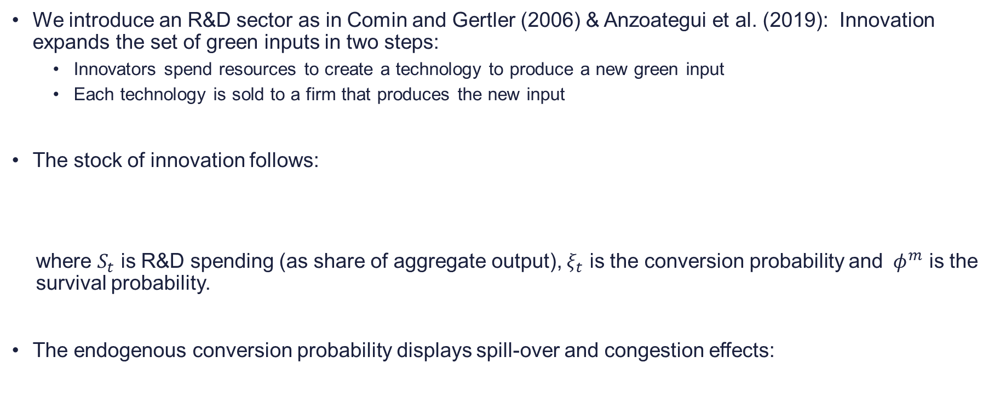 • We introduce an R&D sector as in Comin and Gertler (2006) & Anzoategui et al. (2019): Innovation
expands the set of green inputs in two steps:
• Innovators spend resources to create a technology to produce a new green input
• Each technology is sold to a firm that produces the new input
• The stock of innovation follows:
where 𝑆ₜ is R&D spending (as share of aggregate output), 𝜉ₜ is the conversion probability and 𝜙ᵐ is the
survival probability.
• The endogenous conversion probability displays spill-over and congestion effects: